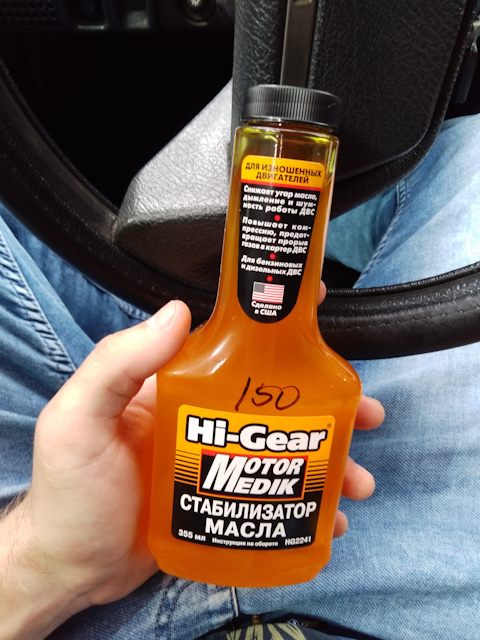 ДЛЯ ИЗНОШЕННЫХ
ДВИГАТЕЛЕЙ
Снижает угар масла,
дымление и шум-
ность работы ДВС
Повышает ком-
прессию, предот-
вращает прорыв
газов в картер ДВС
Для бензиновых
и дизельных ДВС
Сделано
в США
150
Hi-Gear®
MOTOR
MEDIK
СТАБИЛИЗАТОР
МАСЛА
355 мл Инструкция на обороте HG2241